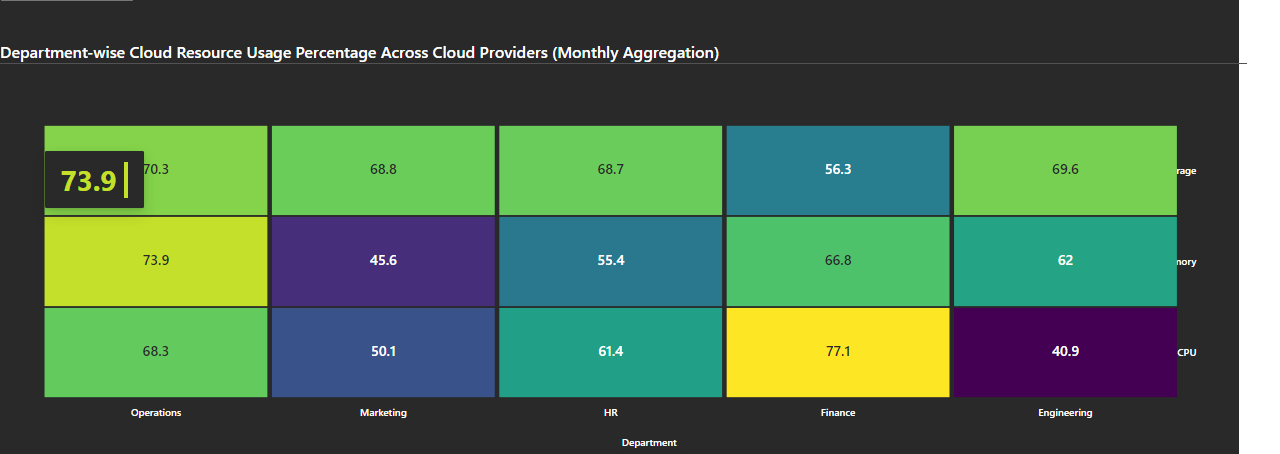 Department-wise Cloud Resource Usage Percentage Across Cloud Providers (Monthly Aggregation)
70.3 68.8 68.7 56.3 69.6 rage
73.9
73.9 45.6 55.4 66.8 62 mory
68.3 50.1 61.4 77.1 40.9 CPU
Operations Marketing HR Finance Engineering
Department